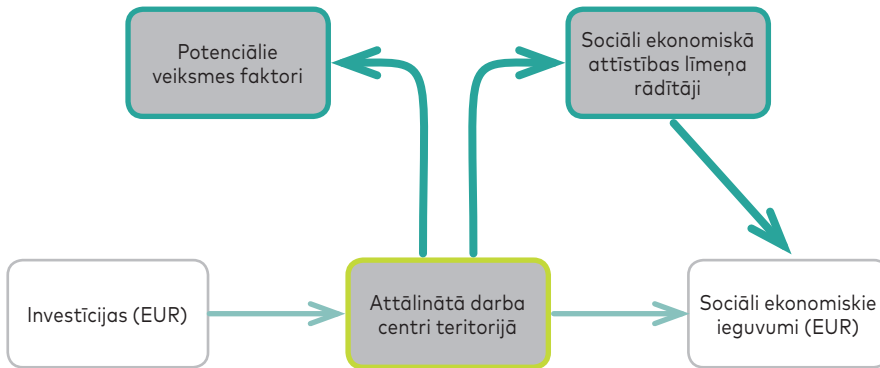 Potenciālie
veiksmes faktori
Sociāli ekonomiskā
attīstības līmeņa
rādītāji
Investīcijas (EUR)
Attālinātā darba
centri teritorijā
Sociāli ekonomiskie
ieguvumi (EUR)